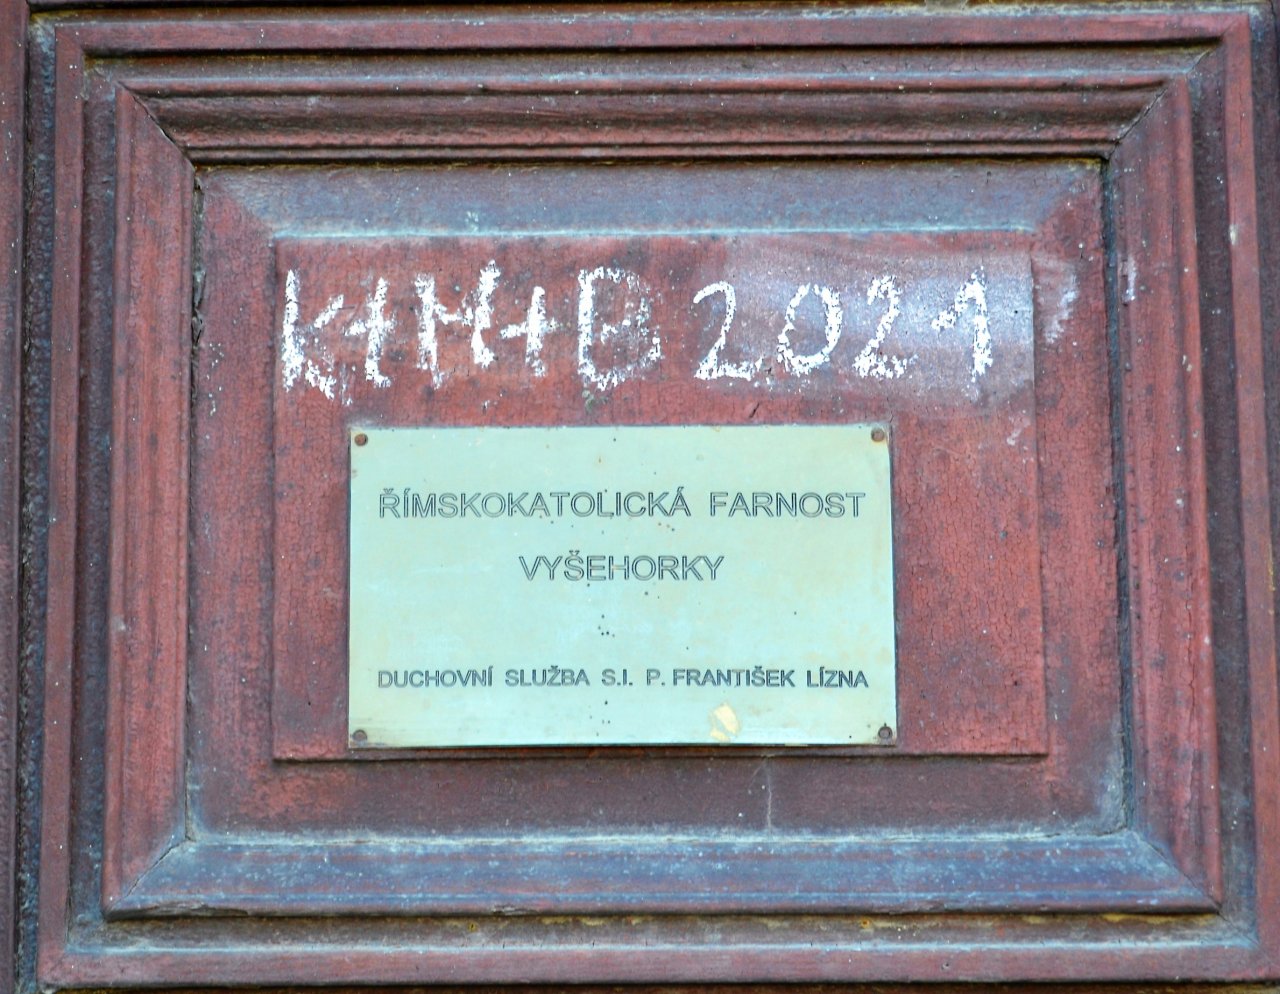 K+M+B 2021
ŘÍMSKOKATOLICKÁ FARNOST
VYŠEHORKY
DUCHOVNÍ SLUŽBA S.I. P. FRANTIŠEK LÍZNA